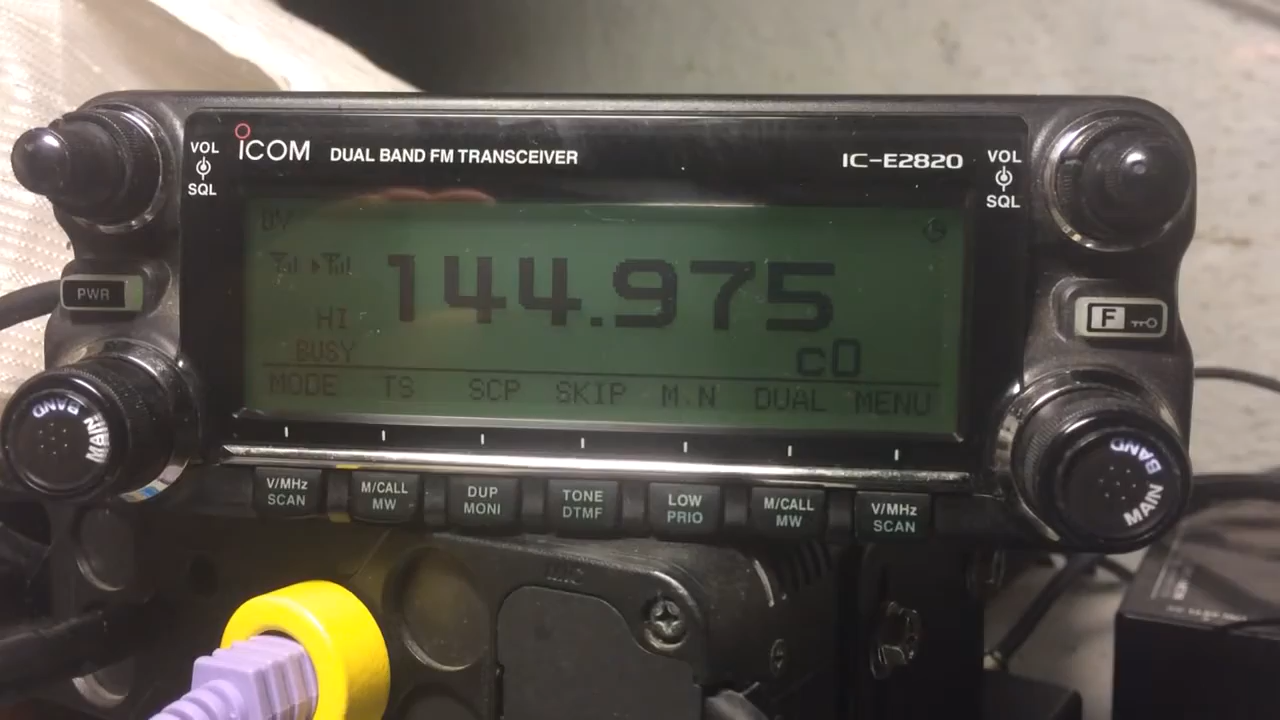 VOL
SQL
iCOM DUAL BAND FM TRANSCEIVER
IC-E2820
VOL
SQL
DV
144.975
HI
BUSY
c0
MODE TS SCP SKIP M.N DUAL MENU
PWR
F
MAIN BAND
MAIN BAND
V/MHz
SCAN
M/CALL
MW
DUP
MONI
TONE
DTMF
LOW
PRIO
M/CALL
MW
V/MHz
SCAN